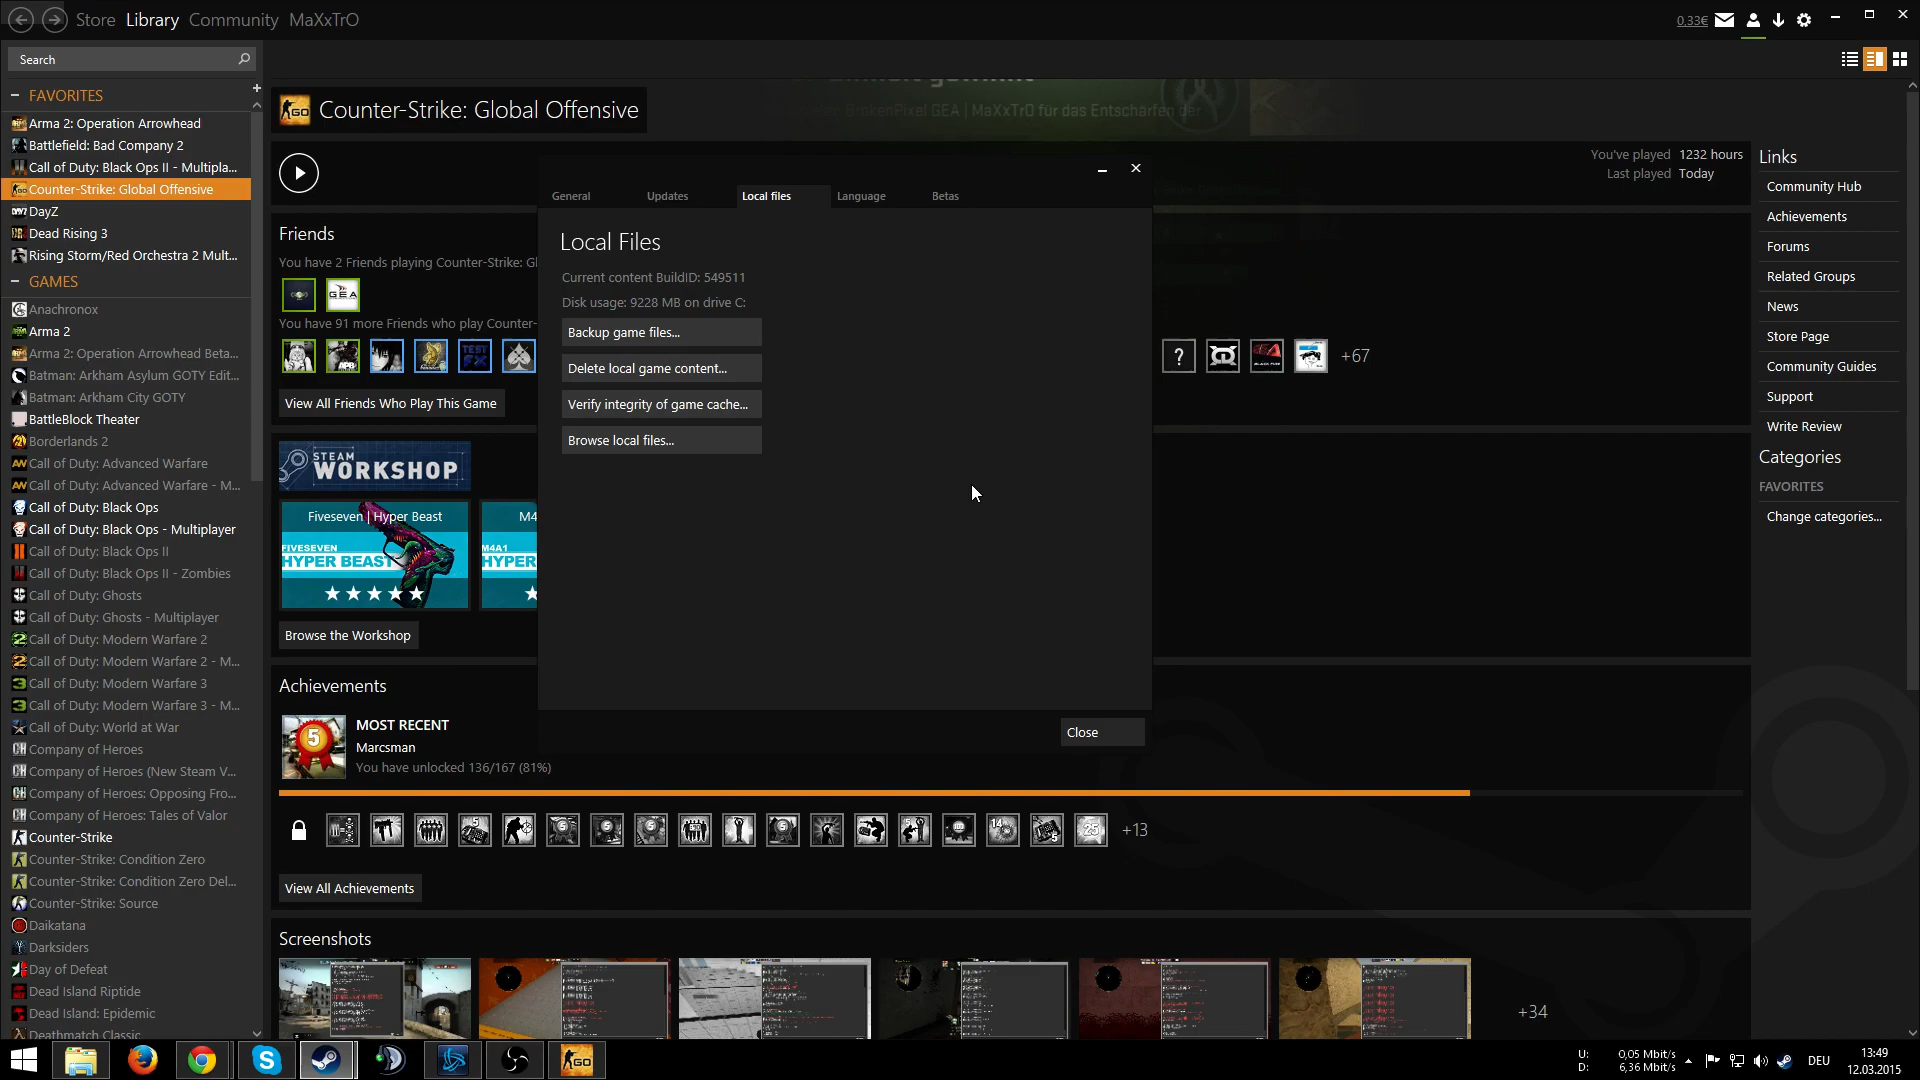 Store Library Community MaXxTrO
0,33€
Search
FAVORITES
Arma 2: Operation Arrowhead
Battlefield: Bad Company 2
Call of Duty: Black Ops II - Multipla...
Counter-Strike: Global Offensive
DayZ
Dead Rising 3
Rising Storm/Red Orchestra 2 Mult...
GAMES
Anachronox
Arma 2
Arma 2: Operation Arrowhead Beta...
Batman: Arkham Asylum GOTY Edit...
Batman: Arkham City GOTY
BattleBlock Theater
Borderlands 2
Call of Duty: Advanced Warfare
Call of Duty: Advanced Warfare - M...
Call of Duty: Black Ops
Call of Duty: Black Ops - Multiplayer
Call of Duty: Black Ops II
Call of Duty: Black Ops II - Zombies
Call of Duty: Ghosts
Call of Duty: Ghosts - Multiplayer
Call of Duty: Modern Warfare 2
Call of Duty: Modern Warfare 2 - M...
Call of Duty: Modern Warfare 3
Call of Duty: Modern Warfare 3 - M...
Call of Duty: World at War
Company of Heroes
Company of Heroes (New Steam V...
Company of Heroes: Opposing Fro...
Company of Heroes: Tales of Valor
Counter-Strike
Counter-Strike: Condition Zero
Counter-Strike: Condition Zero Del...
Counter-Strike: Source
Daikatana
Darksiders
Day of Defeat
Dead Island Riptide
Dead Island: Epidemic
Deathmatch Classic
Counter-Strike: Global Offensive
BrokenPixel GEA | MaXxTrO für das Entschärfen der
You've played 1232 hours
Last played Today
Friends
You have 2 Friends playing Counter-Strike: Gl
GEA
You have 91 more Friends who play Counter-
+67
View All Friends Who Play This Game
STEAM
WORKSHOP
Fiveseven | Hyper Beast
FIVESEVEN
HYPER BEAST
M4
M4A1
HYPER
Browse the Workshop
General Updates Local files Language Betas
Local Files
Current content BuildID: 549511
Disk usage: 9228 MB on drive C:
Backup game files...
Delete local game content...
Verify integrity of game cache...
Browse local files...
Close
Achievements
5
MOST RECENT
Marcsman
You have unlocked 136/167 (81%)
+13
View All Achievements
Screenshots
+34
Links
Community Hub
Achievements
Forums
Related Groups
News
Store Page
Community Guides
Support
Write Review
Categories
FAVORITES
Change categories...
GO
U: 0,05 Mbit/s
D: 6,36 Mbit/s
DEU
13:49
12.03.2015